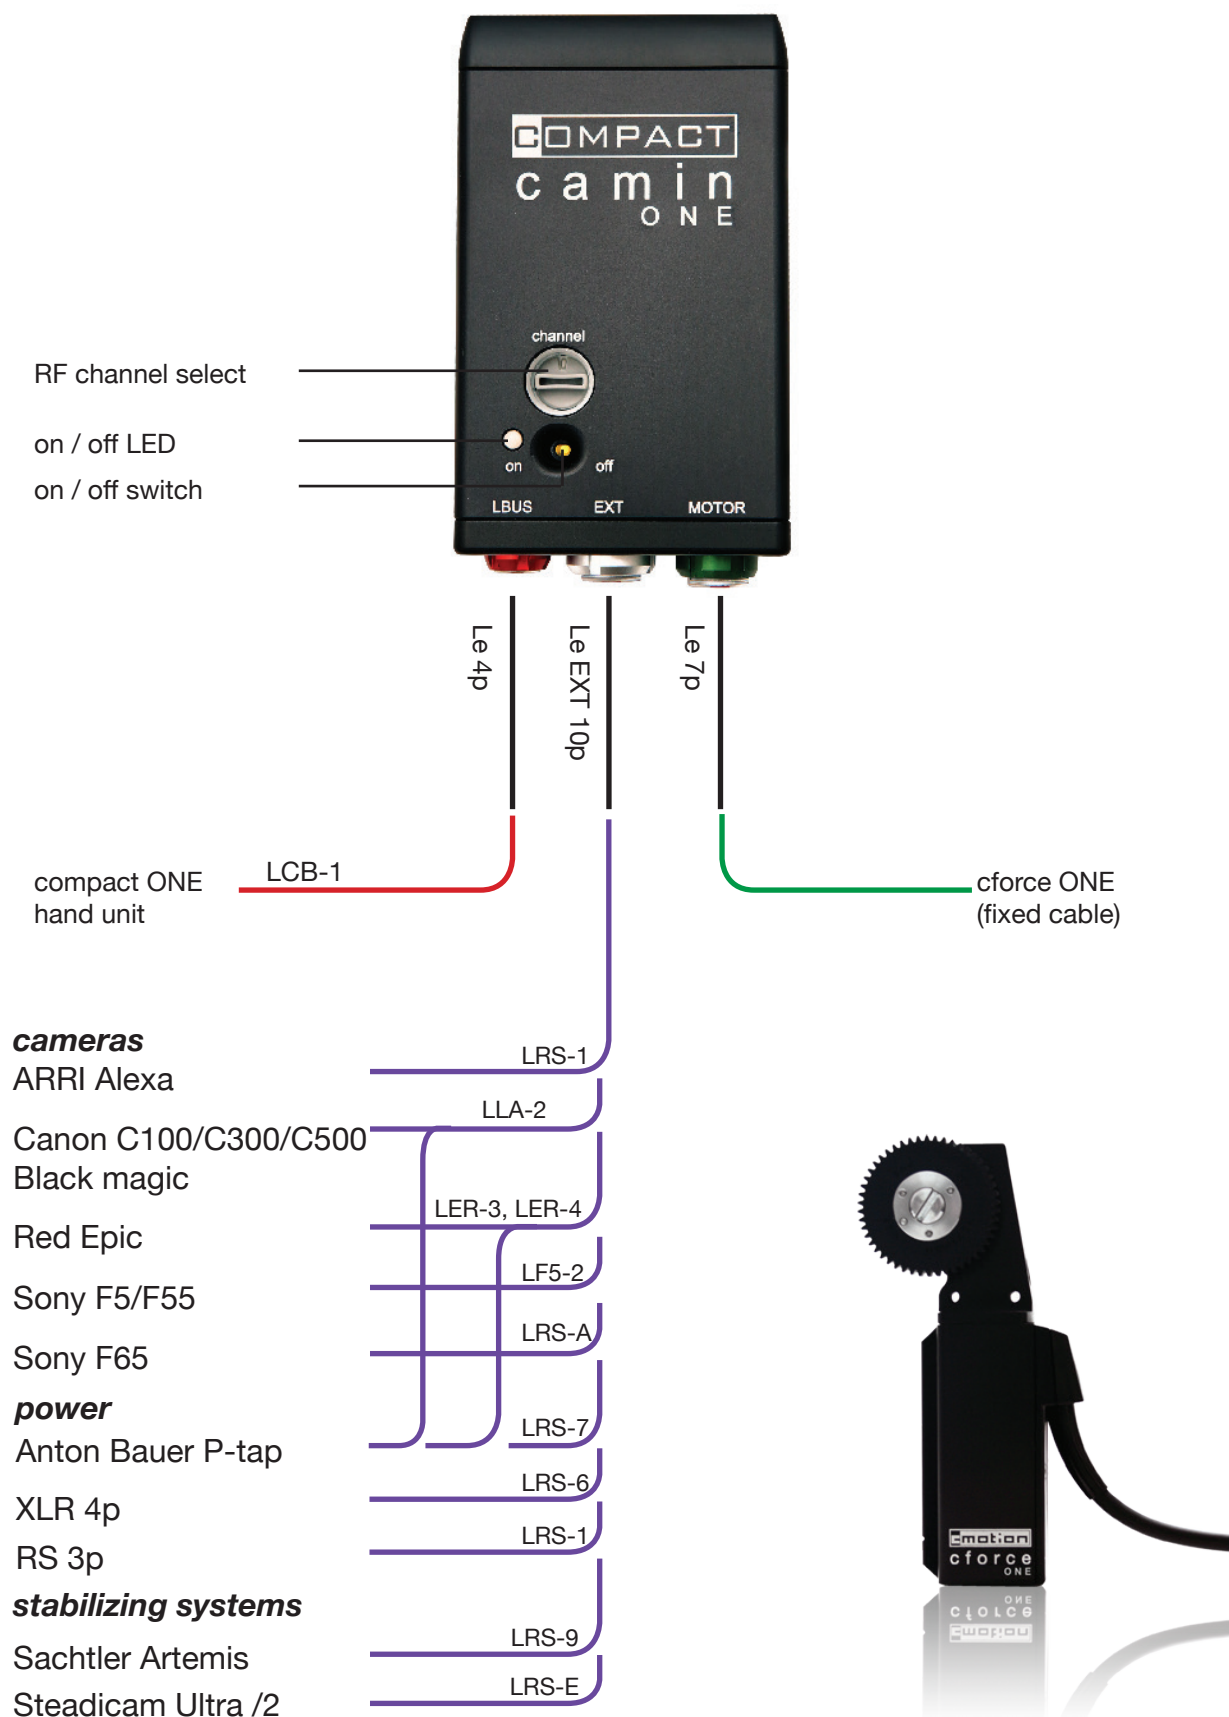 COMPACT
camin
ONE
channel
RF channel select
on / off LED
on
off
on / off switch
LBUS
EXT
MOTOR
Le 4p
Le EXT 10p
Le 7p
compact ONE
hand unit
LCB-1
cforce ONE
(fixed cable)
cameras
ARRI Alexa
LRS-1
LLA-2
Canon C100/C300/C500
Black magic
LER-3, LER-4
Red Epic
LF5-2
Sony F5/F55
LRS-A
Sony F65
power
LRS-7
Anton Bauer P-tap
LRS-6
XLR 4p
LRS-1
RS 3p
stabilizing systems
LRS-9
Sachtler Artemis
LRS-E
Steadicam Ultra /2
cmotion
cforce
ONE